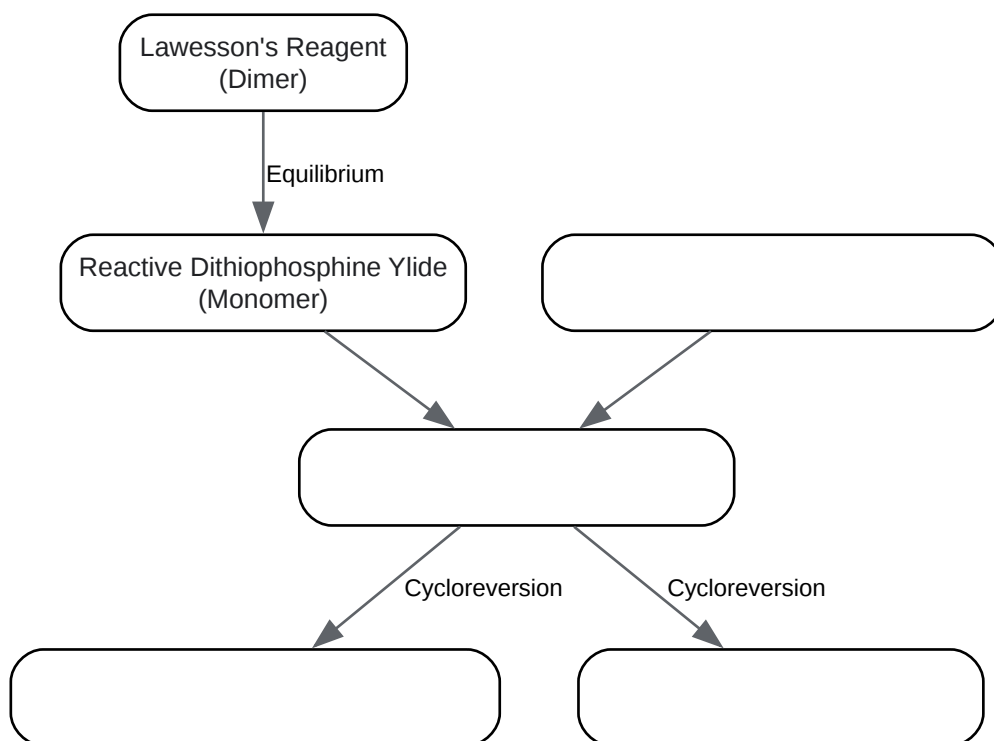 Lawesson's Reagent
(Dimer)
Equilibrium
Reactive Dithiophosphine Ylide
(Monomer)
Cycloreversion
Cycloreversion